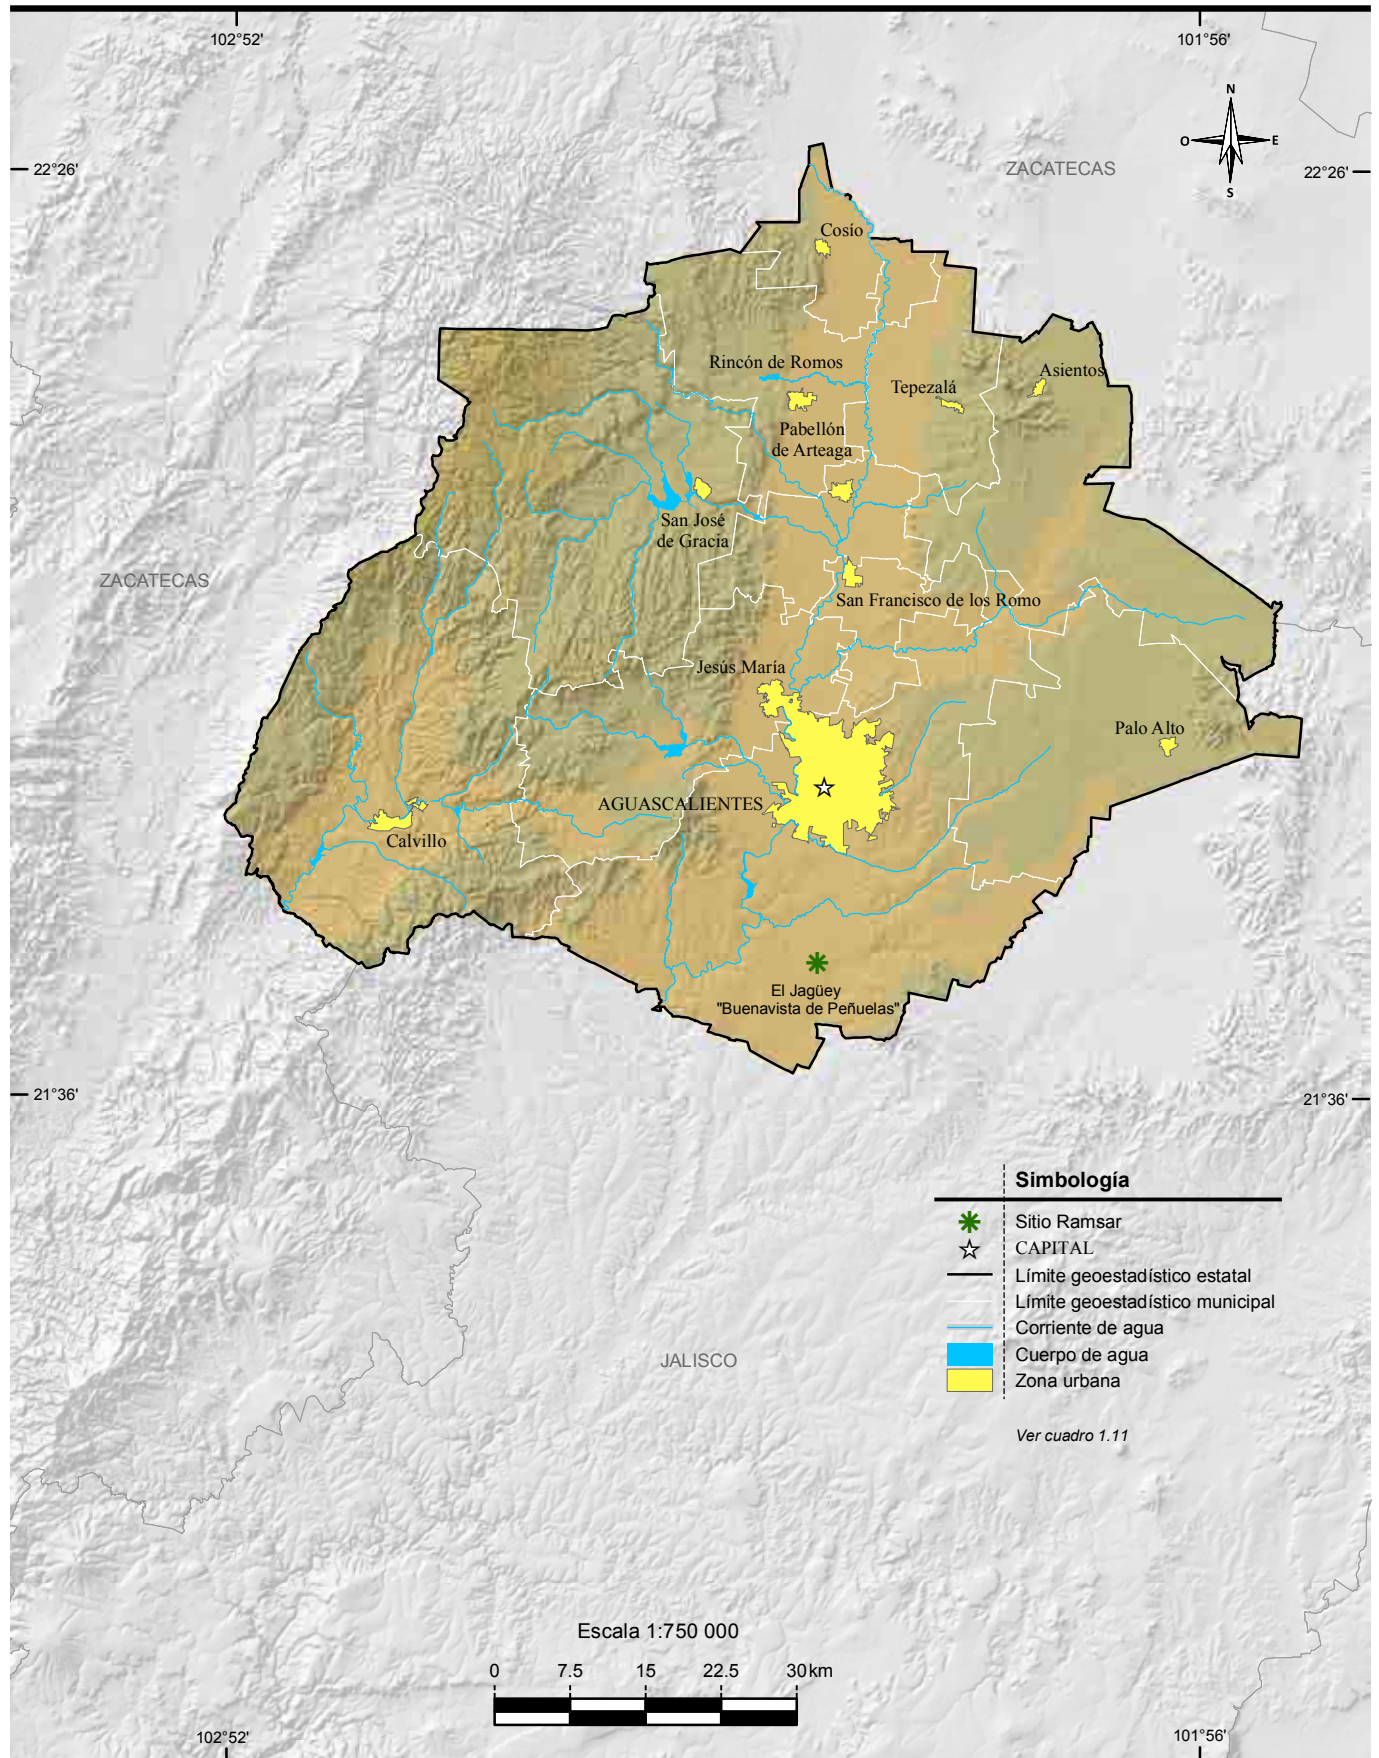 102°52'
101°56'
N
O
E
S
22°26'
ZACATECAS
22°26'
Cosío
Rincón de Romos
Asientos
Tepezalá
Pabellón
de Arteaga
San José
de Gracia
ZACATECAS
San Francisco de los Romo
Jesús María
Palo Alto
AGUASCALIENTES
Calvillo
El Jagüey
"Buenavista de Peñuelas"
21°36'
21°36'
Simbología
Sitio Ramsar
CAPITAL
Límite geoestadístico estatal
Límite geoestadístico municipal
Corriente de agua
Cuerpo de agua
Zona urbana
JALISCO
Ver cuadro 1.11
Escala 1:750 000
0 7.5 15 22.5 30 km
102°52'
101°56'